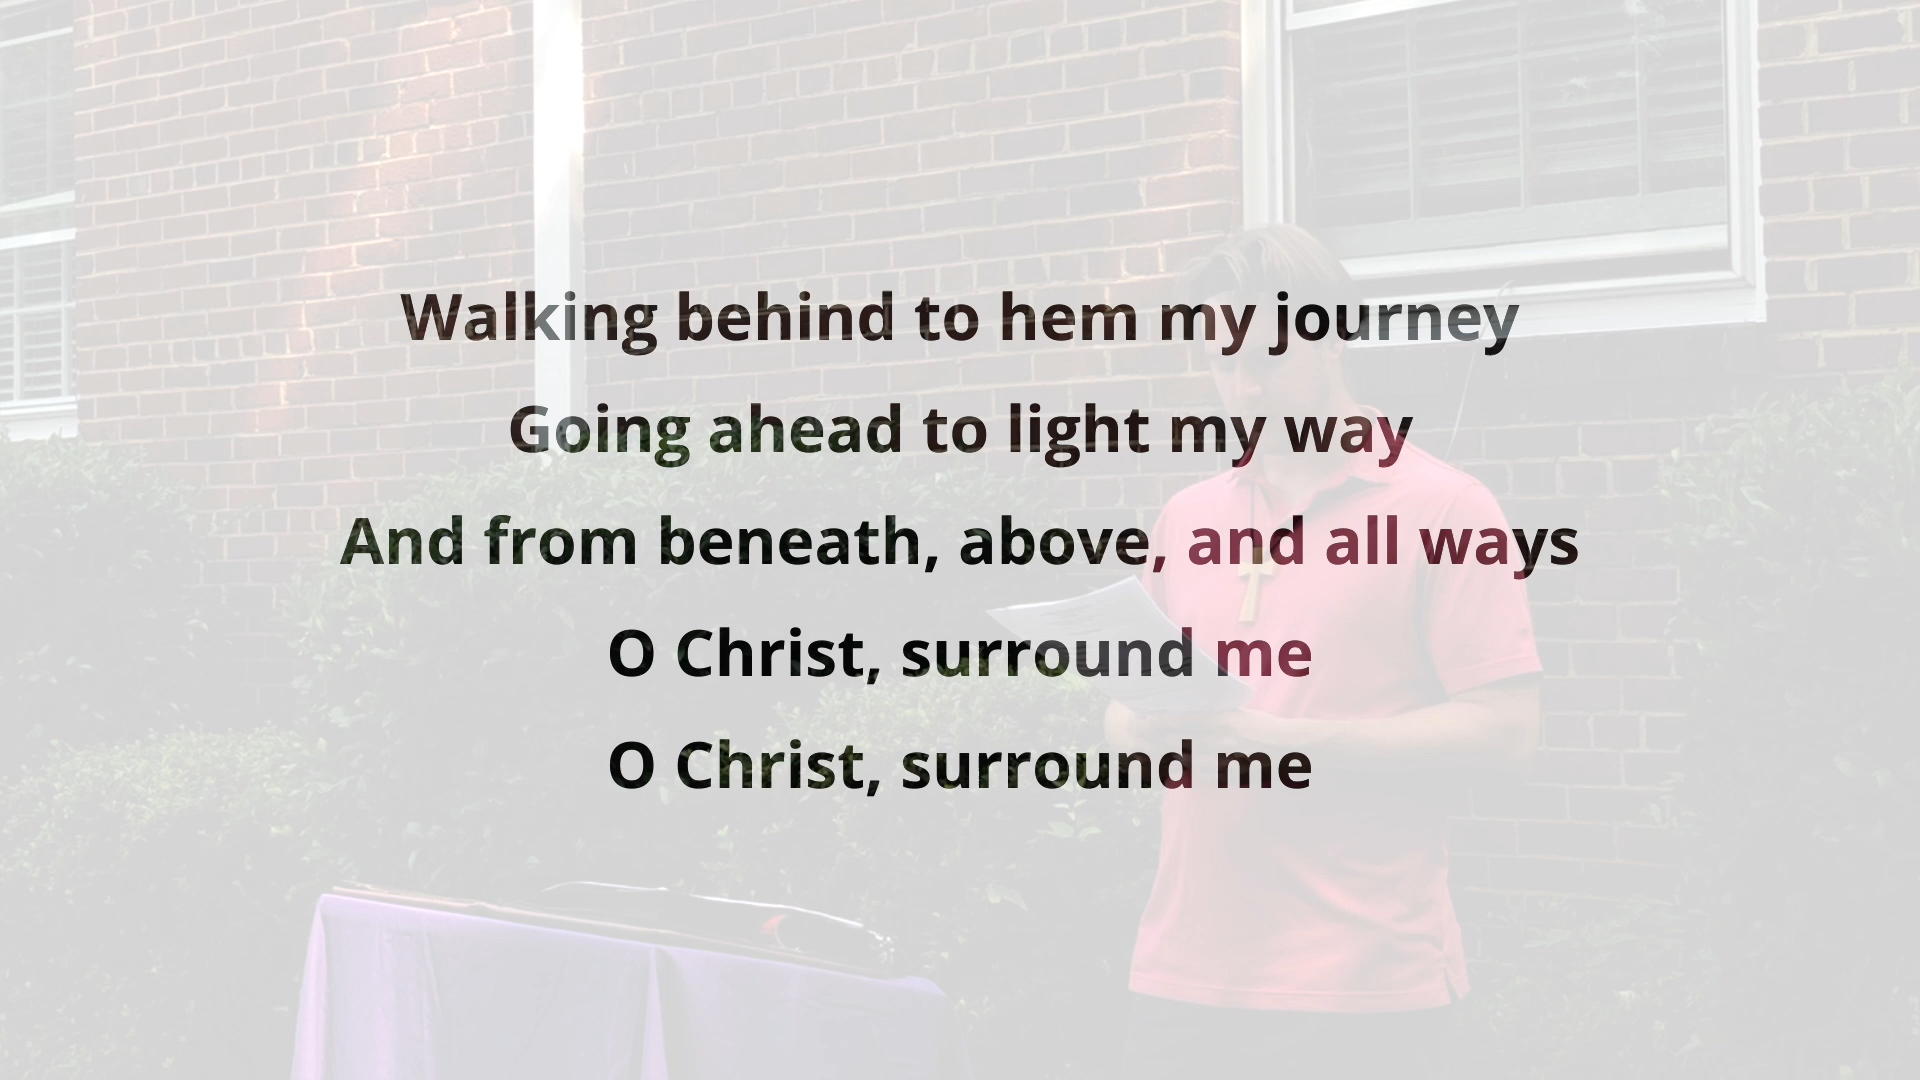 Walking behind to hem my journey
Going ahead to light my way
And from beneath, above, and all ways
O Christ, surround me
O Christ, surround me